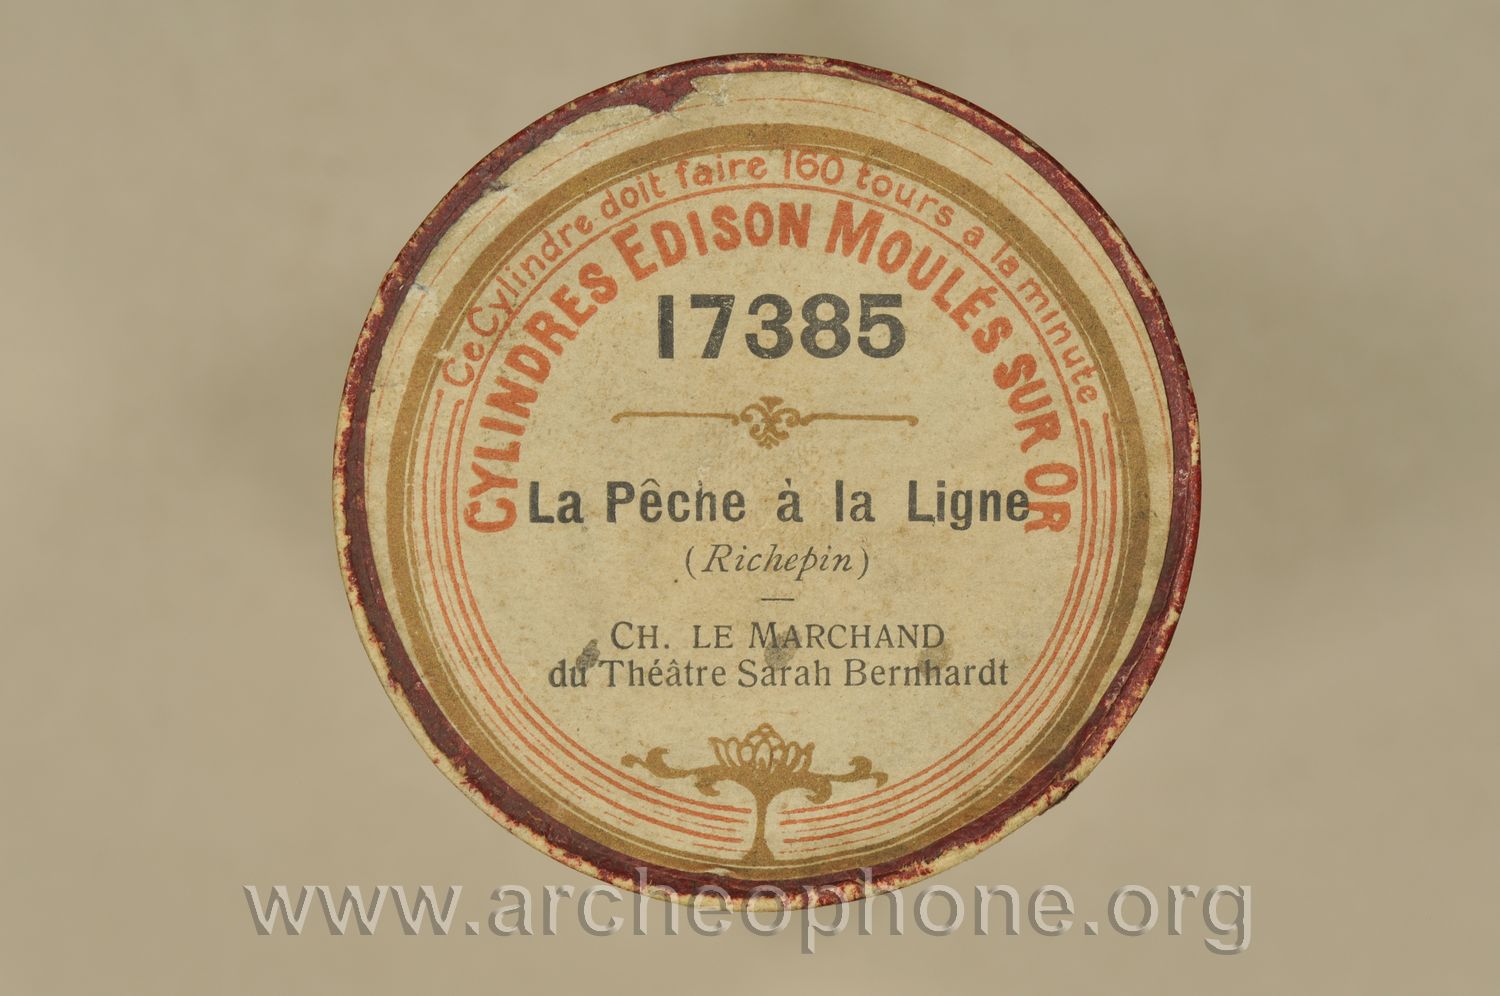 Ce Cylindre doit faire 160 tours a la minute
CYLINDRES EDISON MOULÉS SUR OR
17385
La Pêche à la Ligne
(Richepin)
CH. LE MARCHAND
du Théâtre Sarah Bernhardt
www.archeophone.org